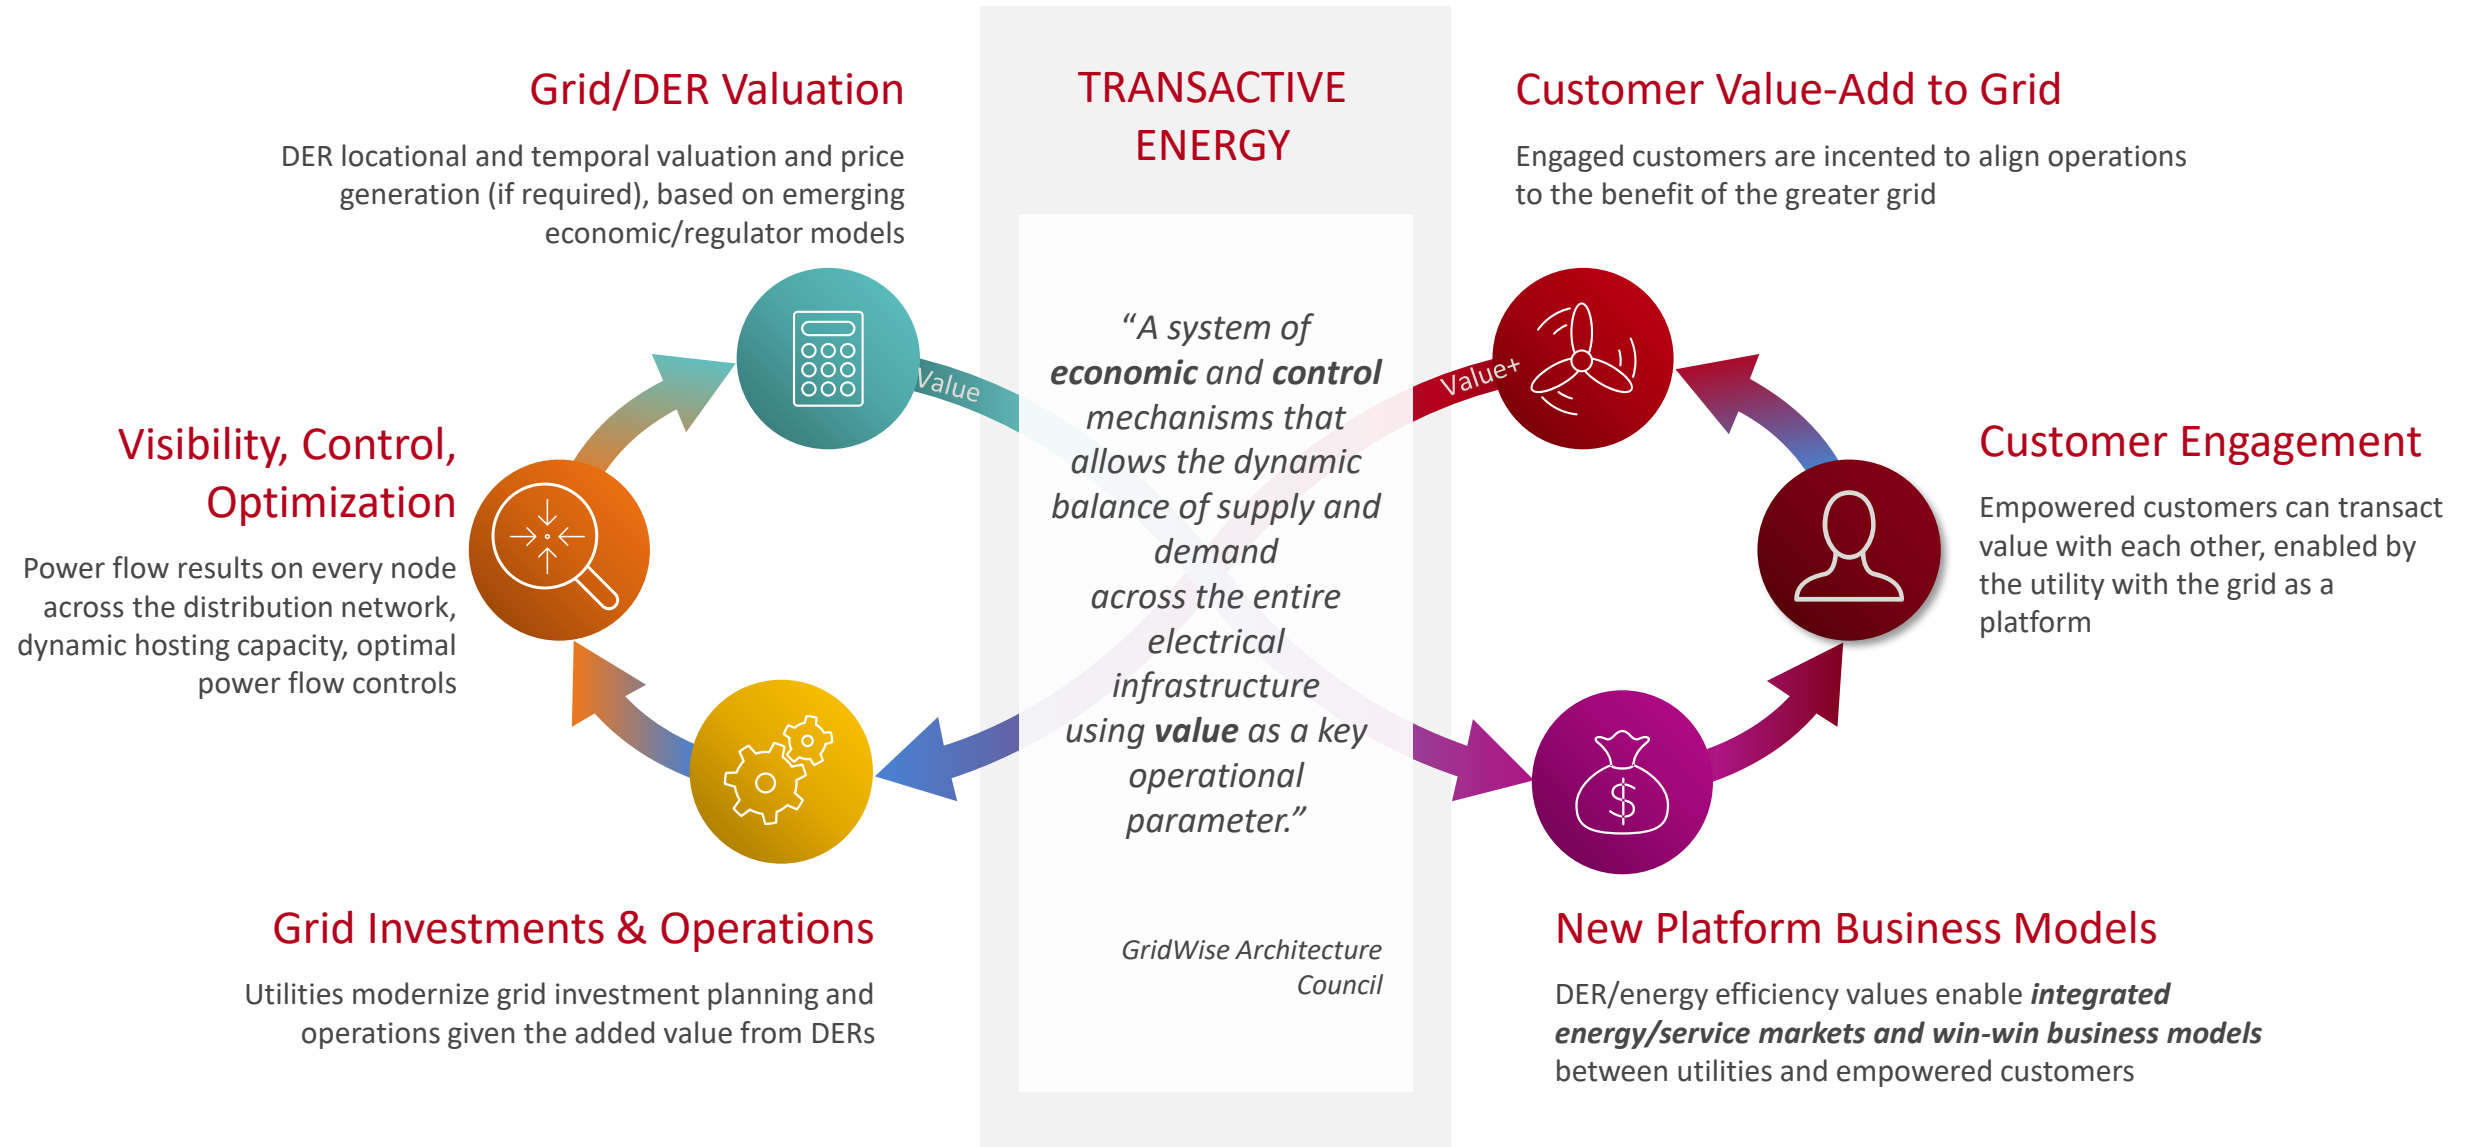 Grid/DER Valuation
DER locational and temporal valuation and price
generation (if required), based on emerging
economic/regulator models
Visibility, Control,
Optimization
Power flow results on every node
across the distribution network,
dynamic hosting capacity, optimal
power flow controls
Grid Investments & Operations
Utilities modernize grid investment planning and
operations given the added value from DERs
Value
TRANSACTIVE
ENERGY
“A system of
economic and control
mechanisms that
allows the dynamic
balance of supply and
demand
across the entire
electrical
infrastructure
using value as a key
operational
parameter.”
GridWise Architecture
Council
Value+
Customer Value-Add to Grid
Engaged customers are incented to align operations
to the benefit of the greater grid
Customer Engagement
Empowered customers can transact
value with each other, enabled by
the utility with the grid as a
platform
$
New Platform Business Models
DER/energy efficiency values enable integrated
energy/service markets and win-win business models
between utilities and empowered customers